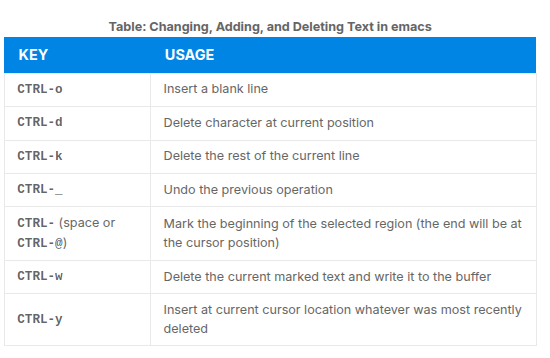 Table: Changing, Adding, and Deleting Text in emacs
KEY USAGE
CTRL-o Insert a blank line
CTRL-d Delete character at current position
CTRL-k Delete the rest of the current line
CTRL-_ Undo the previous operation
CTRL- (space or CTRL-@) Mark the beginning of the selected region (the end will be at
the cursor position)
CTRL-w Delete the current marked text and write it to the buffer
CTRL-y Insert at current cursor location whatever was most recently
deleted